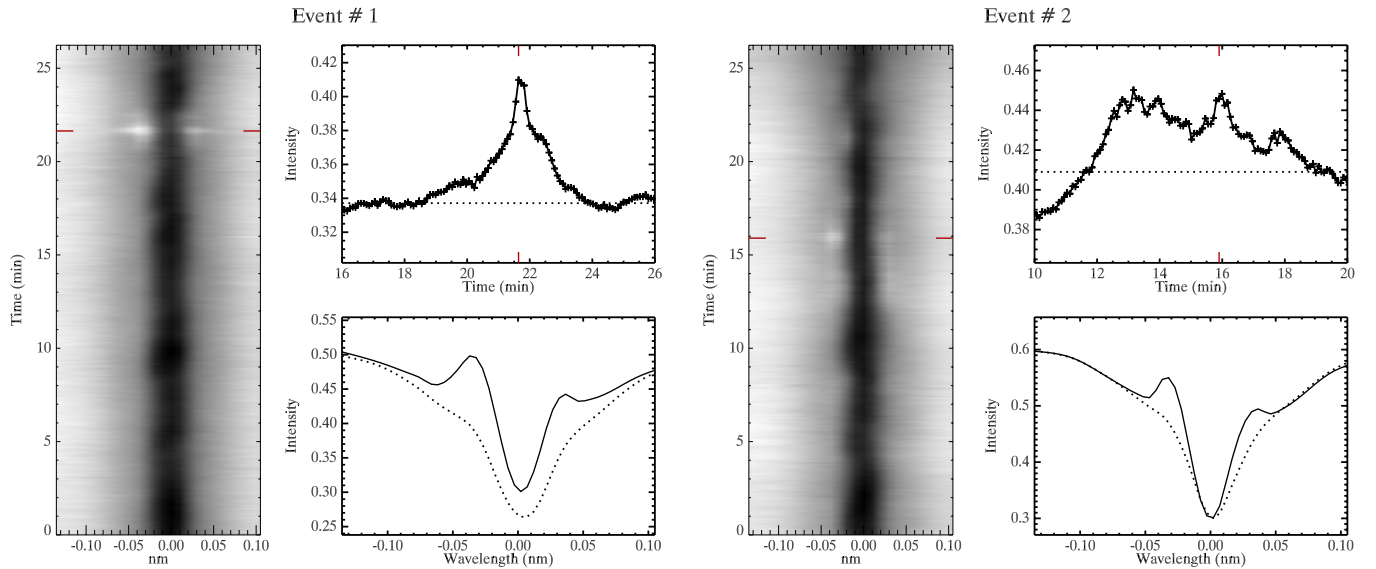 Event # 1
25
20
15
10
5
0
Time (min)
-0.10 -0.05 0.00 0.05 0.10
nm
0.42
0.40
0.38
0.36
0.34
0.32
Intensity
16 18 20 22 24 26
Time (min)
0.55
0.50
0.45
0.40
0.35
0.30
0.25
Intensity
-0.10 -0.05 0.00 0.05 0.10
Wavelength (nm)
Event # 2
25
20
15
10
5
0
Time (min)
-0.10 -0.05 0.00 0.05 0.10
nm
0.46
0.44
0.42
0.40
0.38
Intensity
10 12 14 16 18 20
Time (min)
0.6
0.5
0.4
0.3
Intensity
-0.10 -0.05 0.00 0.05 0.10
Wavelength (nm)